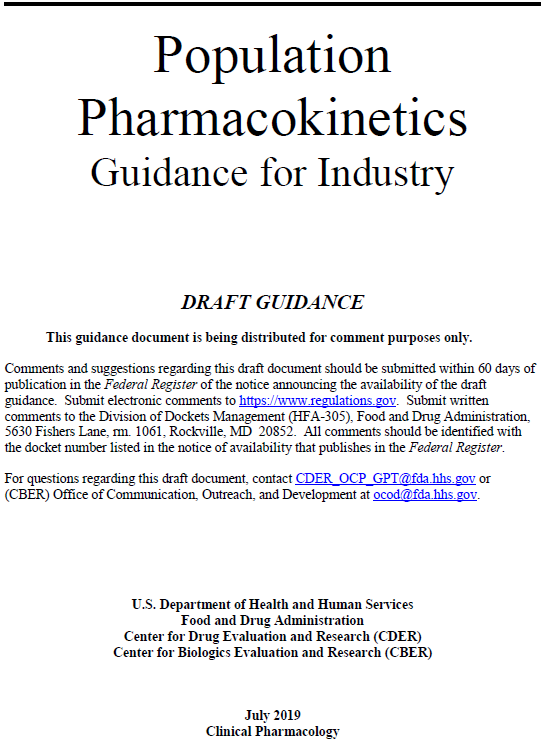 Population
Pharmacokinetics
Guidance for Industry
DRAFT GUIDANCE
This guidance document is being distributed for comment purposes only.
Comments and suggestions regarding this draft document should be submitted within 60 days of
publication in the Federal Register of the notice announcing the availability of the draft
guidance.  Submit electronic comments to https://www.regulations.gov.  Submit written
comments to the Division of Dockets Management (HFA-305), Food and Drug Administration,
5630 Fishers Lane, rm. 1061, Rockville, MD  20852.  All comments should be identified with
the docket number listed in the notice of availability that publishes in the Federal Register.
For questions regarding this draft document, contact CDER_OCP_GPT@fda.hhs.gov or
(CBER) Office of Communication, Outreach, and Development at ocod@fda.hhs.gov.
U.S. Department of Health and Human Services
Food and Drug Administration
Center for Drug Evaluation and Research (CDER)
Center for Biologics Evaluation and Research (CBER)
July 2019
Clinical Pharmacology